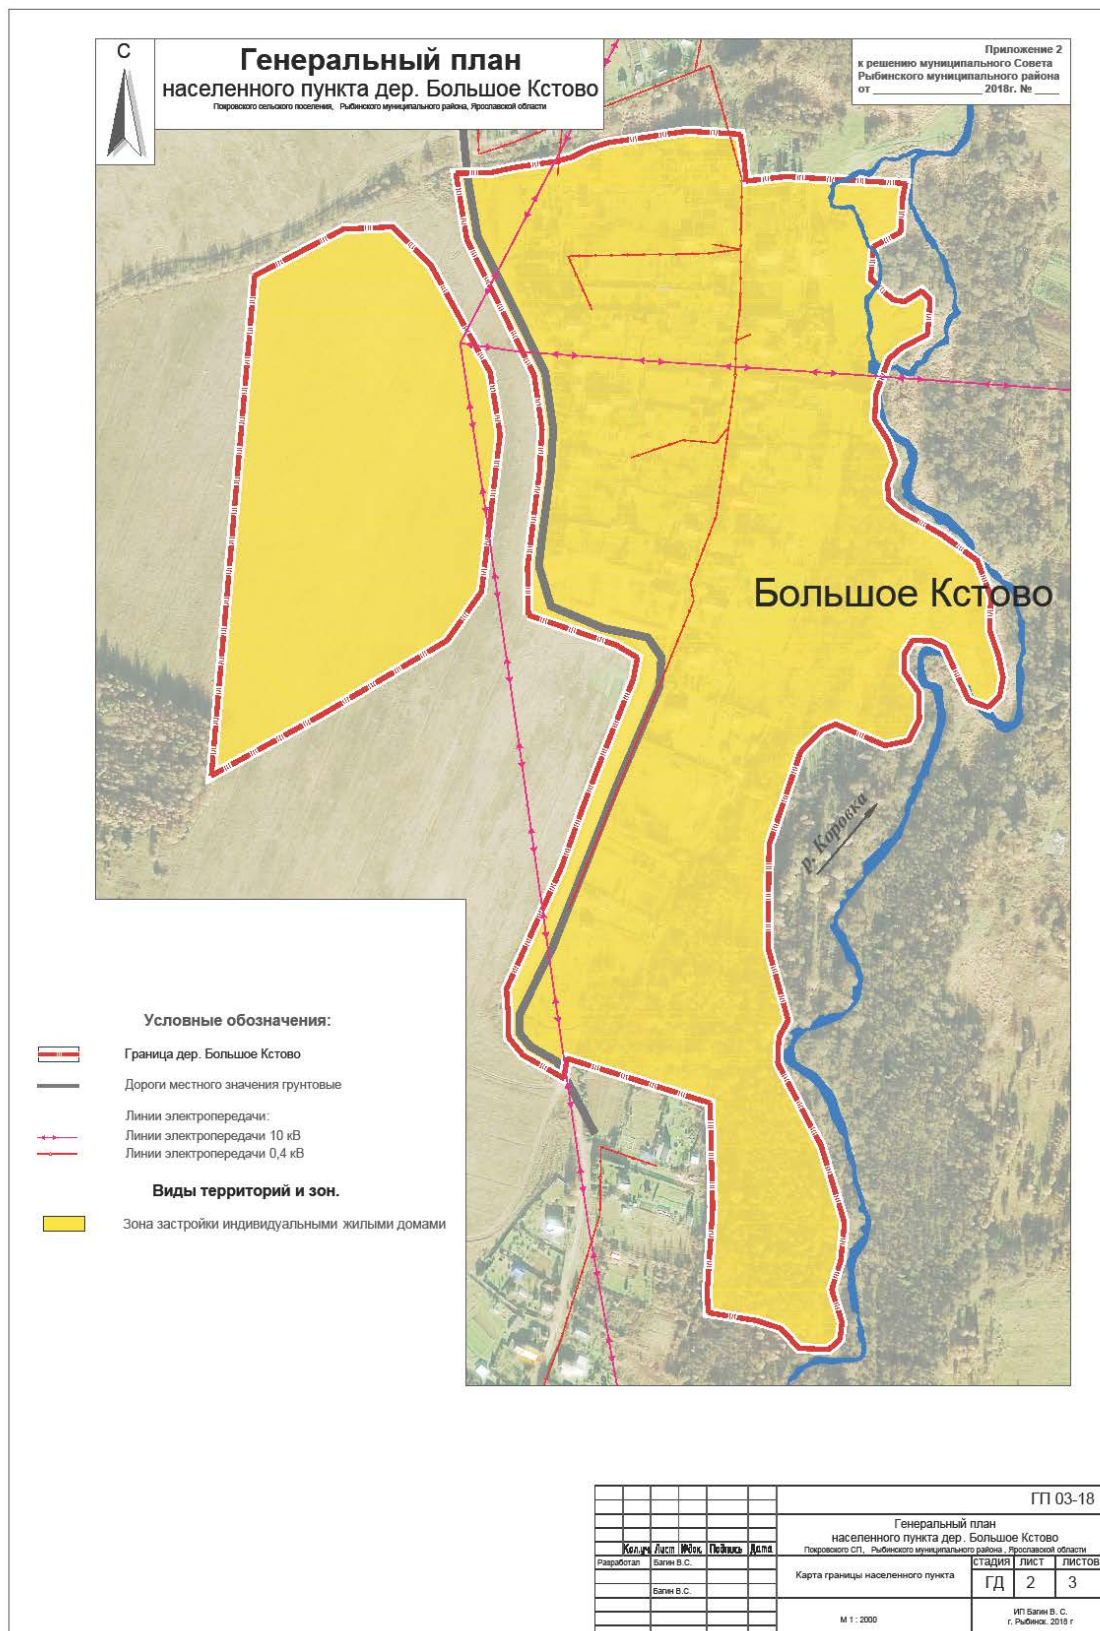 С
Генеральный план
населенного пункта дер. Большое Кстово
Покровского сельского поселения, Рыбинского муниципального района, Ярославской области
Приложение 2
к решению муниципального Совета
Рыбинского муниципального района
от ____________________ 2018г. № ____
Большое Кстово
р. Коровка
Условные обозначения:
Граница дер. Большое Кстово
Дороги местного значения грунтовые
Линии электропередачи:
Линии электропередачи 10 кВ
Линии электропередачи 0,4 кВ
Виды территорий и зон.
Зона застройки индивидуальными жилыми домами
ГП 03-18
Генеральный план
населенного пункта дер. Большое Кстово
Покровского СП, Рыбинского муниципального района, Ярославской области
Кол.уч Лист №док. Подпись Дата
Разработал Багин В.С.
Карта границы населенного пункта
стадия лист листов
ГД 2 3
Багин В.С.
М 1 : 2000
ИП Багин В. С.
г. Рыбинск. 2018 г